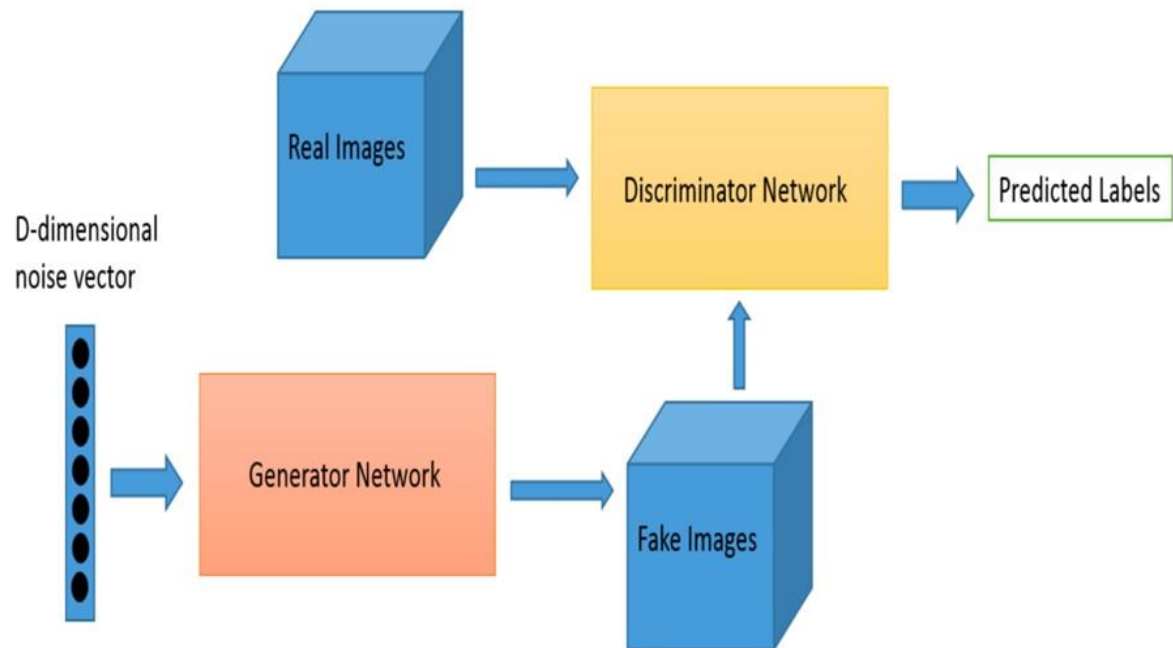 Real Images
Discriminator Network
Predicted Labels
D-dimensional
noise vector
Generator Network
Fake Images